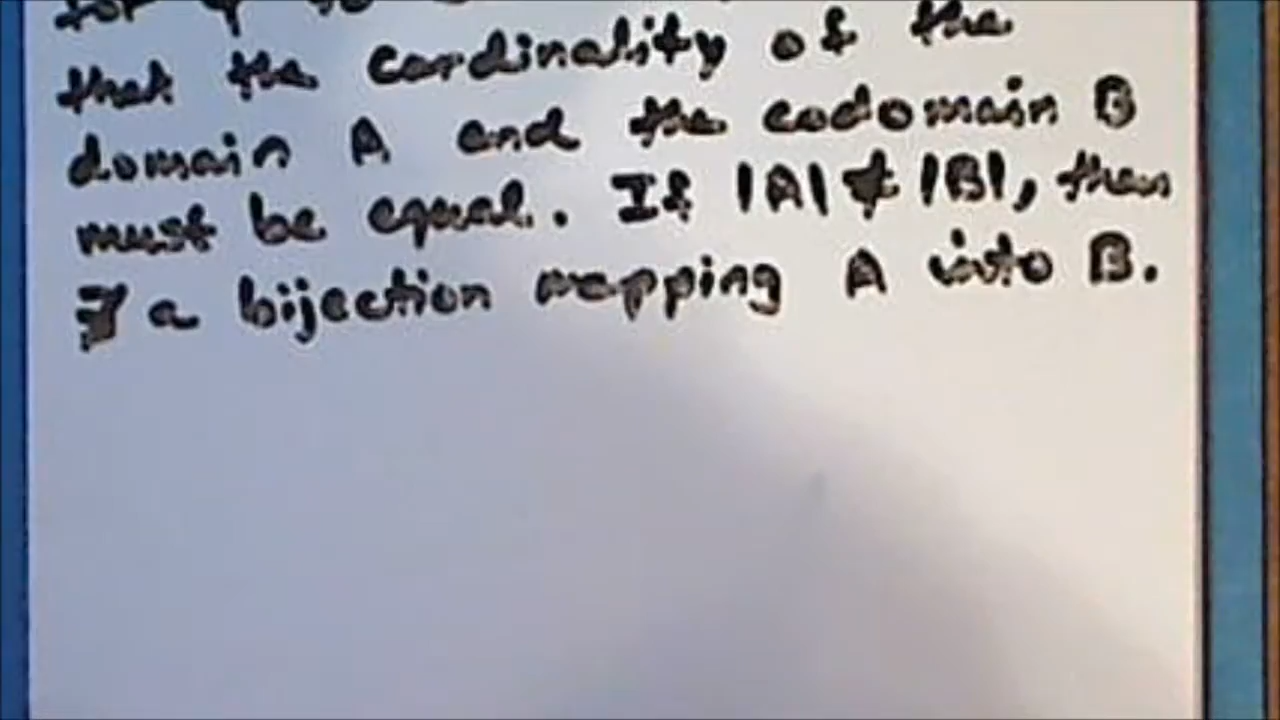 that the cardinality of the
domain A and the codomain B
must be equal. If |A| ≠ |B|, then
∄ a bijection mapping A into B.